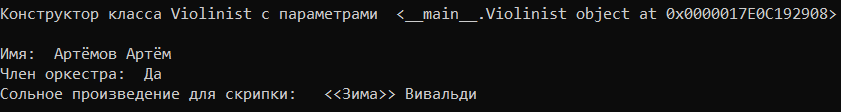 Конструктор класса Violinist с параметрами  <__main__.Violinist object at 0x0000017E0C192908>
Имя:  Артёмов Артём
Член оркестра:  Да
Сольное произведение для скрипки:   <<Зима>> Вивальди